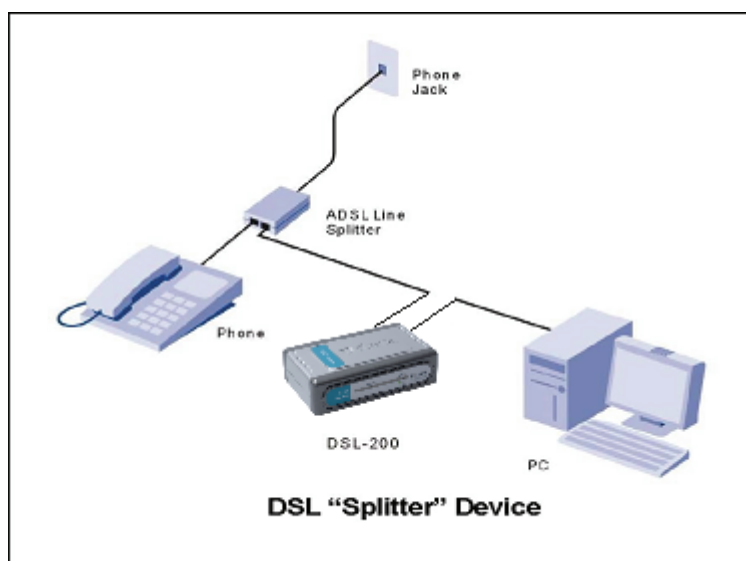 Phone
Jack
ADSL Line
Splitter
Phone
DSL-200
PC
DSL “Splitter” Device